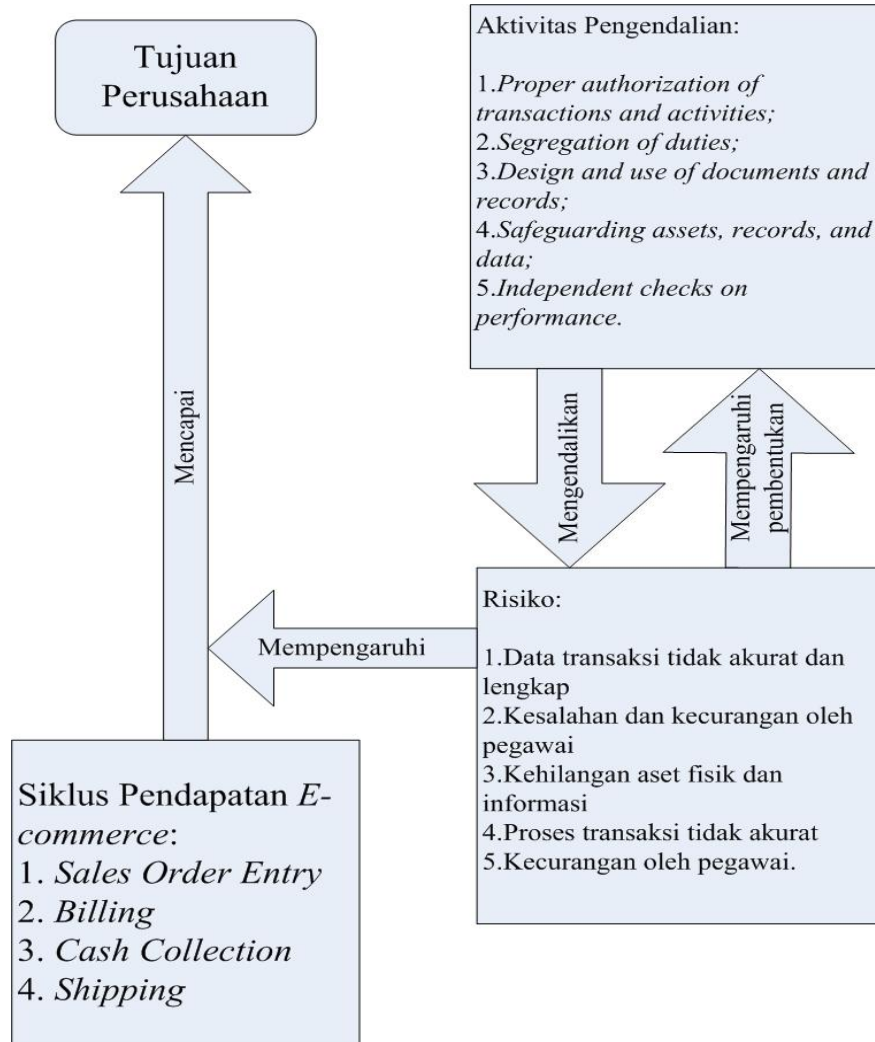 Tujuan
Perusahaan
Aktivitas Pengendalian:
1.Proper authorization of
transactions and activities;
2.Segregation of duties;
3.Design and use of documents and
records;
4.Safeguarding assets, records, and
data;
5.Independent checks on
performance.
Mencapai
Mengendalikan
Mempengaruhi
pembentukan
Mempengaruhi
Risiko:
1.Data transaksi tidak akurat dan
lengkap
2.Kesalahan dan kecurangan oleh
pegawai
3.Kehilangan aset fisik dan
informasi
4.Proses transaksi tidak akurat
5.Kecurangan oleh pegawai.
Siklus Pendapatan E-
commerce:
1. Sales Order Entry
2. Billing
3. Cash Collection
4. Shipping